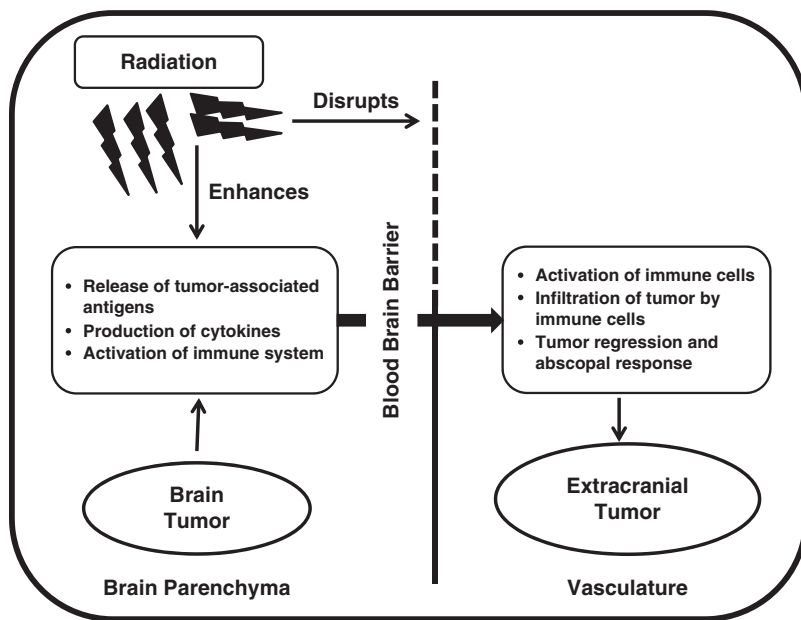 Radiation
Disrupts
Enhances
• Release of tumor-associated
antigens
• Production of cytokines
• Activation of immune system
Blood Brain Barrier
• Activation of immune cells
• Infiltration of tumor by
immune cells
• Tumor regression and
abscopal response
Brain
Tumor
Extracranial
Tumor
Brain Parenchyma
Vasculature